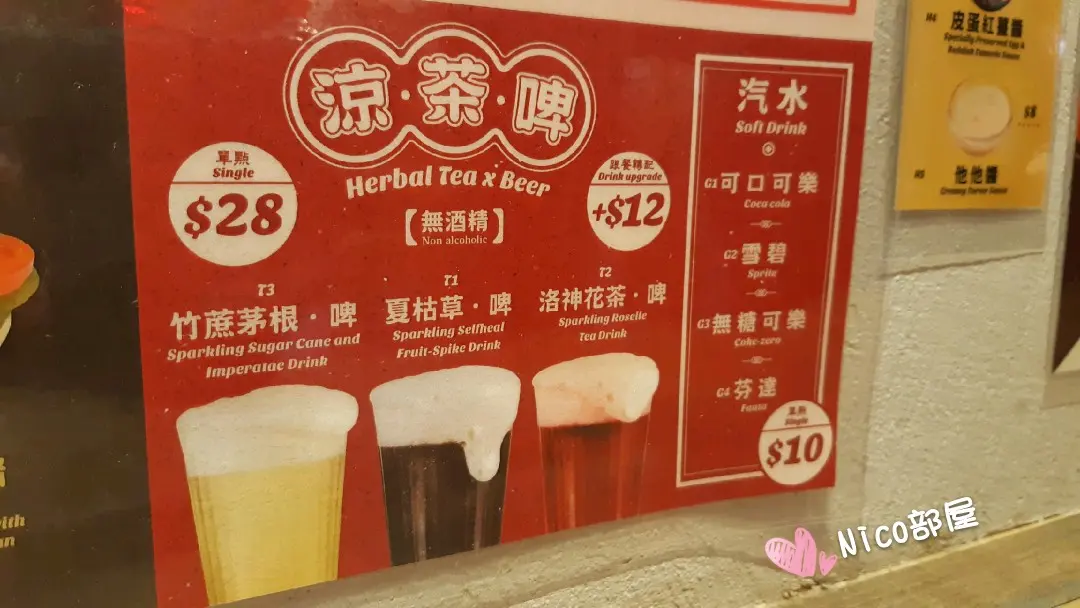 涼·茶·啤
Herbal Tea x Beer
【無酒精】
Non alcoholic
單點
Single
$28
跟餐轉配
Drink upgrade
+$12
T3
竹蔗茅根·啤
Sparkling Sugar Cane and
Imperatae Drink
T1
夏枯草·啤
Sparkling Selfheal
Fruit-Spike Drink
T2
洛神花茶·啤
Sparkling Roselle
Tea Drink
汽水
Soft Drink
G1 可口可樂
Coca cola
G2 雪碧
Sprite
G3 無糖可樂
Coke-zero
G4 芬達
Fanta
單點
Single
$10
皮蛋紅薑醬
$8
他他醬
Nico部屋